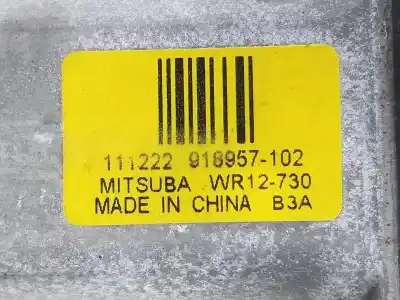 111222 918957-102
MITSUBA WR12-730
MADE IN CHINA B3A